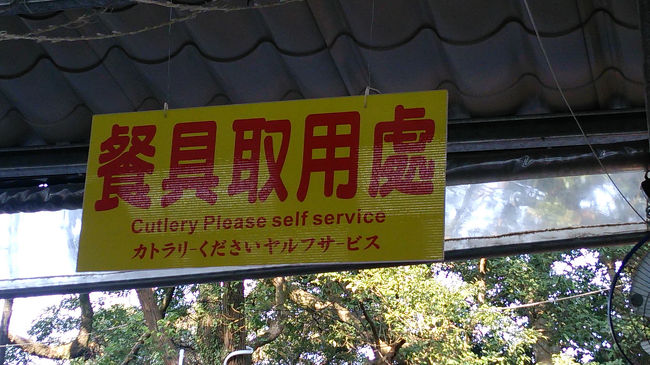 餐具取用處
Cutlery Please self service
カトラリーくださいヤルフサービス